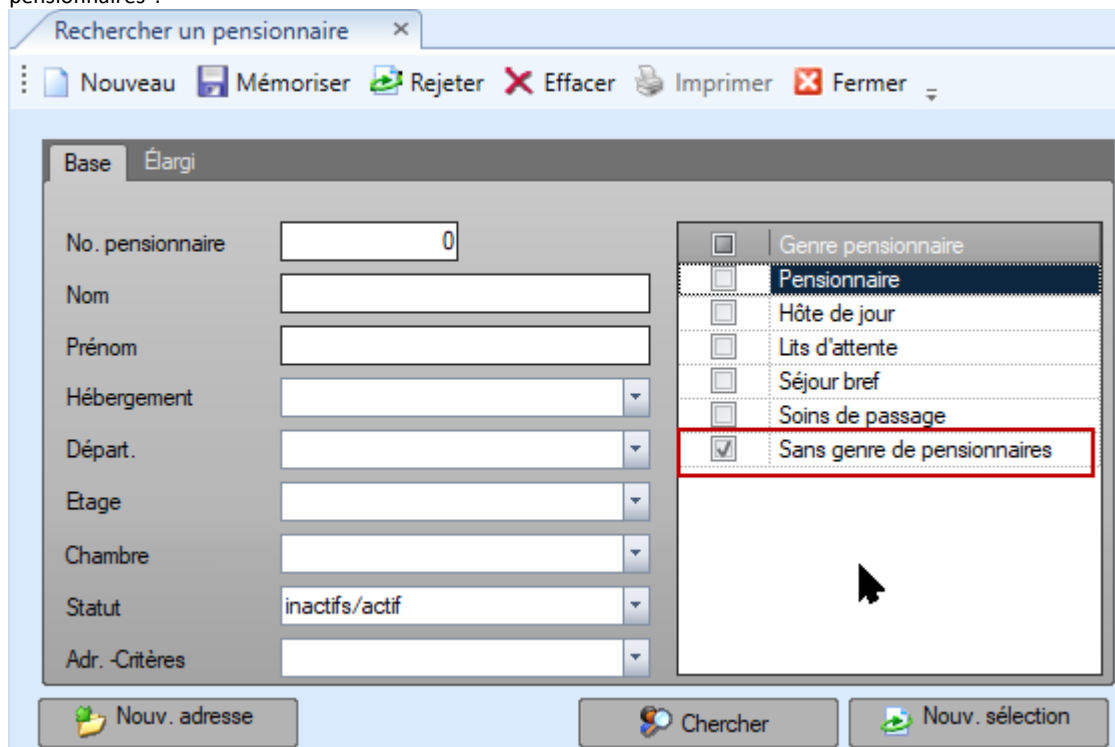 pensionnaires".
Rechercher un pensionnaire
Nouveau Mémoriser Rejeter Effacer Imprimer Fermer
Base Élargi
No. pensionnaire 0
Nom
Prénom
Hébergement
Départ.
Etage
Chambre
Statut inactifs/actif
Adr. -Critères
Genre pensionnaire
Pensionnaire
Hôte de jour
Lits d'attente
Séjour bref
Soins de passage
Sans genre de pensionnaires
Nouv. adresse Chercher Nouv. sélection